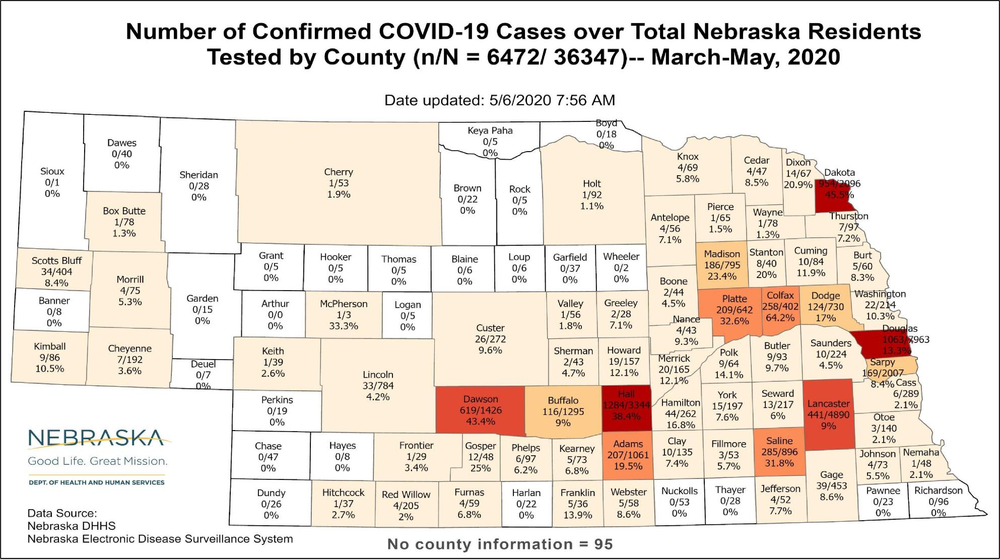 Number of Confirmed COVID-19 Cases over Total Nebraska Residents
Tested by County (n/N = 6472/ 36347)-- March-May, 2020
Date updated: 5/6/2020 7:56 AM
Sioux
0/1
0%
Dawes
0/40
0%
Sheridan
0/28
0%
Cherry
1/53
1.9%
Keya Paha
0/5
0%
Boyd
0/18
0%
Brown
0/22
0%
Rock
0/5
0%
Holt
1/92
1.1%
Knox
4/69
5.8%
Cedar
4/47
8.5%
Dixon
14/67
20.9%
Dakota
954/2096
45.5%
Box Butte
1/78
1.3%
Antelope
4/56
7.1%
Pierce
1/65
1.5%
Wayne
1/78
1.3%
Thurston
7/97
7.2%
Scotts Bluff
34/404
8.4%
Morrill
4/75
5.3%
Garden
0/15
0%
Grant
0/5
0%
Hooker
0/5
0%
Thomas
0/5
0%
Blaine
0/6
0%
Loup
0/6
0%
Garfield
0/37
0%
Wheeler
0/2
0%
Boone
2/44
4.5%
Madison
186/795
23.4%
Stanton
8/40
20%
Cuming
10/84
11.9%
Burt
5/60
8.3%
Banner
0/8
0%
Arthur
0/0
0%
McPherson
1/3
33.3%
Logan
0/5
0%
Custer
26/272
9.6%
Valley
1/56
1.8%
Greeley
2/28
7.1%
Nance
4/43
9.3%
Platte
209/642
32.6%
Colfax
258/402
64.2%
Dodge
124/730
17%
Washington
22/214
10.3%
Douglas
1063/7963
13.3%
Kimball
9/86
10.5%
Cheyenne
7/192
3.6%
Deuel
0/7
0%
Keith
1/39
2.6%
Lincoln
33/784
4.2%
Sherman
2/43
4.7%
Howard
19/157
12.1%
Merrick
20/165
12.1%
Polk
9/64
14.1%
Butler
9/93
9.7%
Saunders
10/224
4.5%
Sarpy
169/2007
8.4%
Cass
6/289
2.1%
Perkins
0/19
0%
Dawson
619/1426
43.4%
Buffalo
116/1295
9%
Hall
1284/3344
38.4%
Hamilton
44/262
16.8%
York
15/197
7.6%
Seward
13/217
6%
Lancaster
441/4890
9%
Otoe
3/140
2.1%
Chase
0/47
0%
Hayes
0/8
0%
Frontier
1/29
3.4%
Gosper
12/48
25%
Phelps
6/97
6.2%
Kearney
5/73
6.8%
Adams
207/1061
19.5%
Clay
10/135
7.4%
Fillmore
3/53
5.7%
Saline
285/896
31.8%
Gage
39/453
8.6%
Johnson
4/73
5.5%
Nemaha
1/48
2.1%
Dundy
0/26
0%
Hitchcock
1/37
2.7%
Red Willow
4/205
2%
Furnas
4/59
6.8%
Harlan
0/22
0%
Franklin
5/36
13.9%
Webster
5/58
8.6%
Nuckolls
0/53
0%
Thayer
0/28
0%
Jefferson
4/52
7.7%
Pawnee
0/23
0%
Richardson
0/96
0%
NEBRASKA
Good Life. Great Mission.
DEPT. OF HEALTH AND HUMAN SERVICES
Data Source:
Nebraska DHHS
Nebraska Electronic Disease Surveillance System
No county information = 95